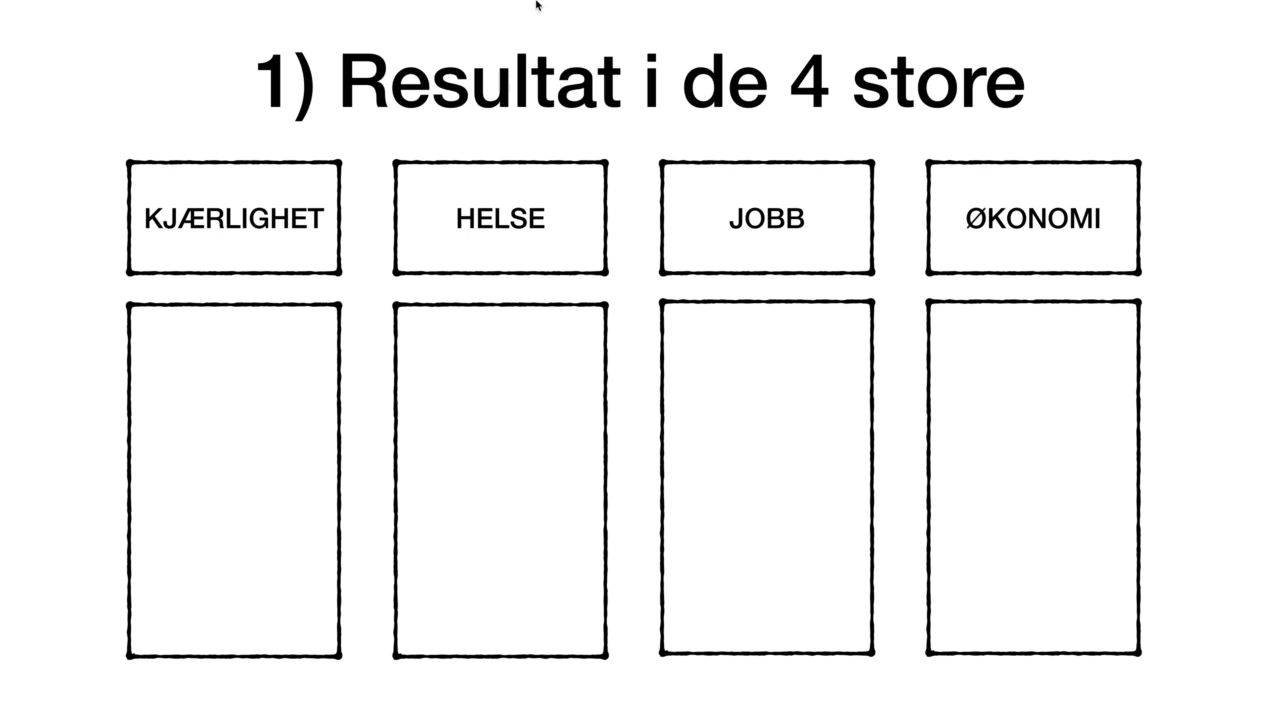 1) Resultat i de 4 store
KJÆRLIGHET
HELSE
JOBB
ØKONOMI